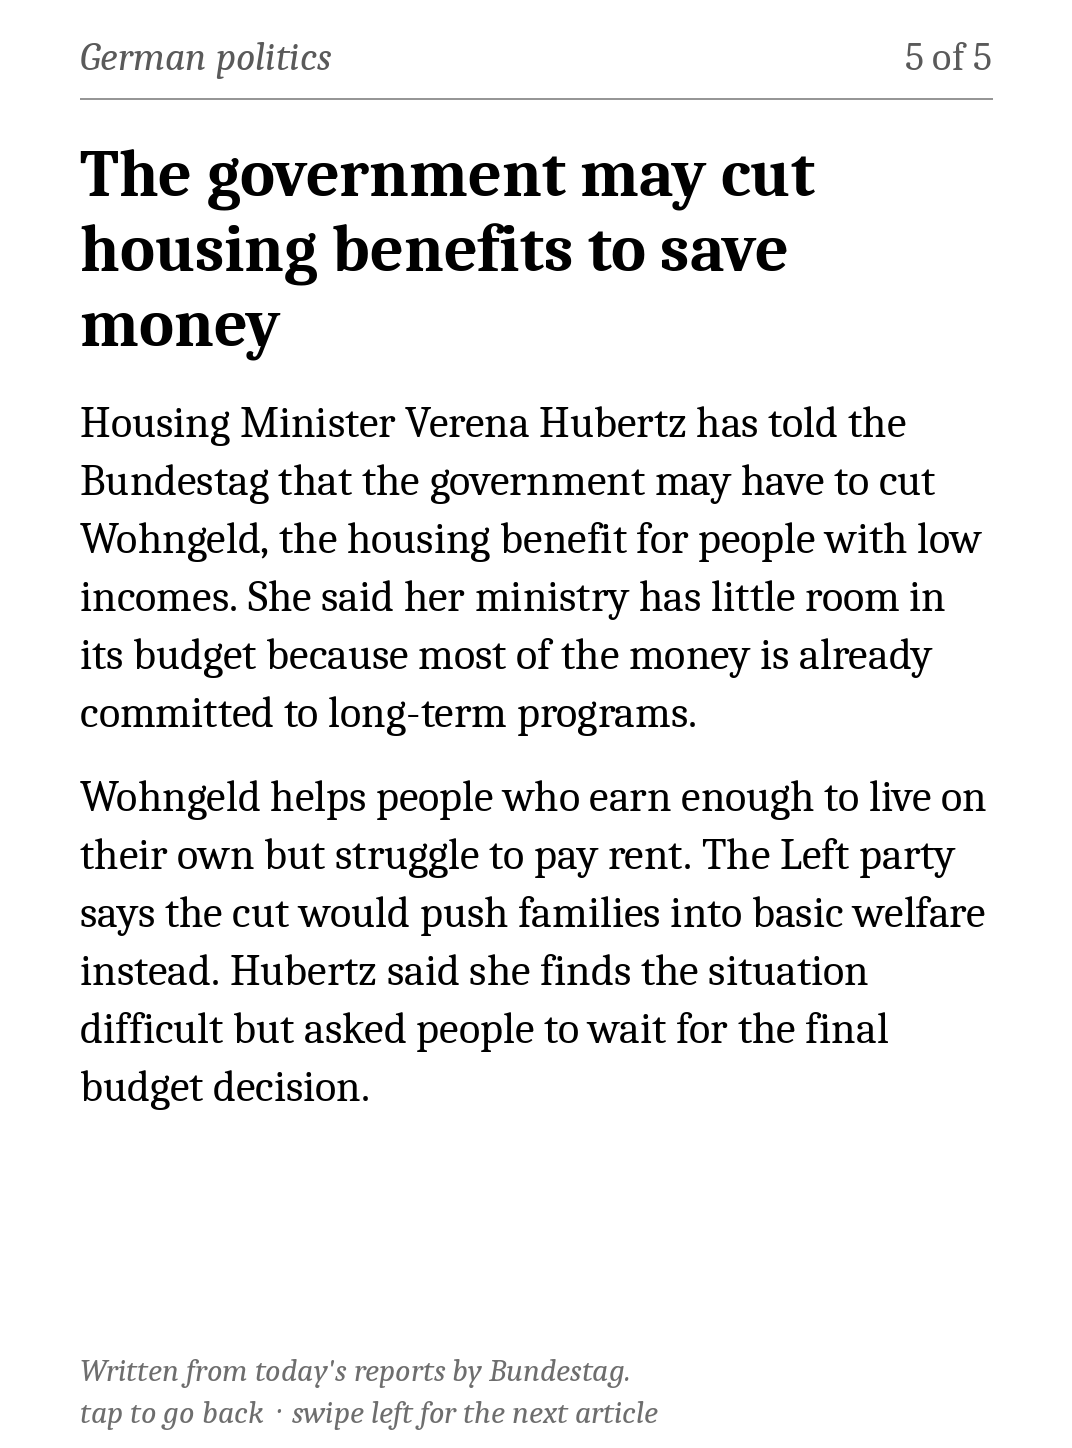 German politics
5 of 5
The government may cut
housing benefits to save
money
Housing Minister Verena Hubertz has told the
Bundestag that the government may have to cut
Wohngeld, the housing benefit for people with low
incomes. She said her ministry has little room in
its budget because most of the money is already
committed to long-term programs.
Wohngeld helps people who earn enough to live on
their own but struggle to pay rent. The Left party
says the cut would push families into basic welfare
instead. Hubertz said she finds the situation
difficult but asked people to wait for the final
budget decision.
Written from today's reports by Bundestag.
tap to go back · swipe left for the next article